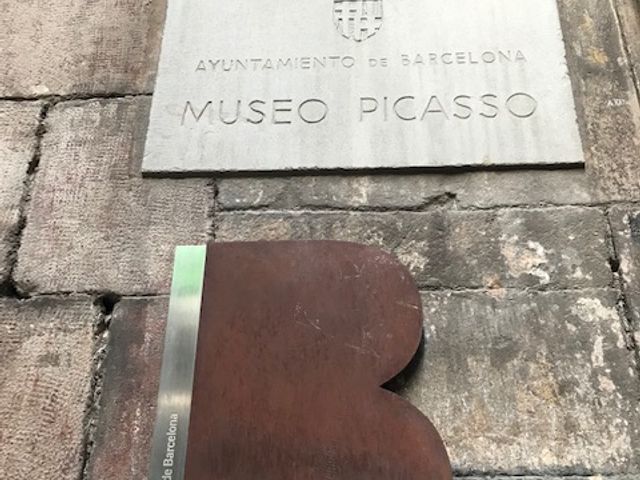 AYUNTAMIENTO DE BARCELONA
MUSEO PICASSO
B
de Barcelona